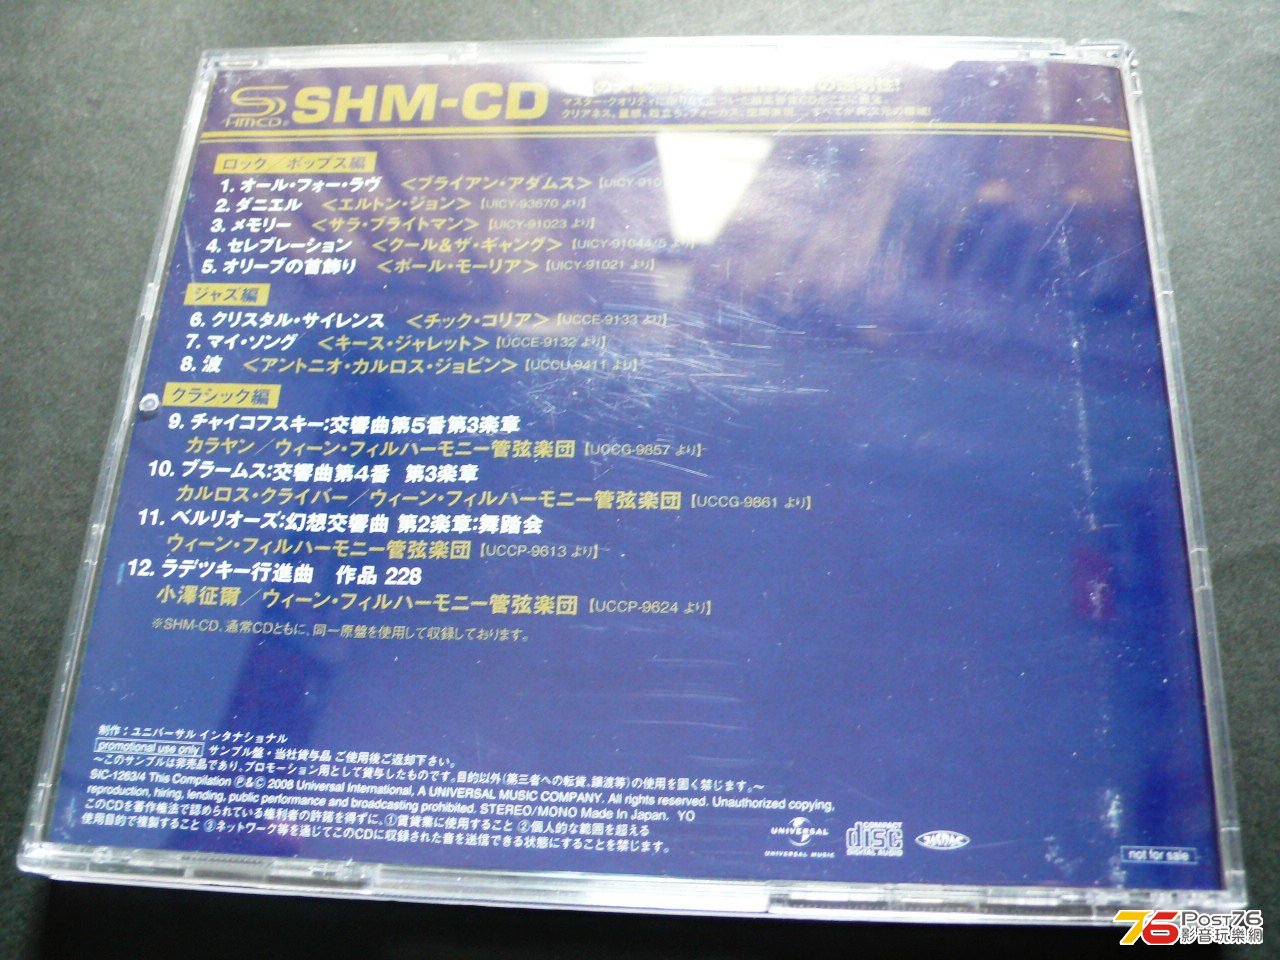 SHM-CD
SHM-CD
の透明性!
マスター・クオリティに限りなく近づいた
クリアネス、
ロック／ポップス編
1. オール・フォー・ラヴ ＜ブライアン・アダムス＞【UICY-910
2. ダニエル ＜エルトン・ジョン＞【UICY-93670 より】
3. メモリー ＜サラ・ブライトマン＞【UICY-91023 より】
4. セレブレーション ＜クール&ザ・ギャング＞【UICY-91044/5 より】
5. オリーブの首飾り ＜ポール・モーリア＞【UICY-91021 より】
ジャズ編
6. クリスタル・サイレンス ＜チック・コリア＞【UCCE-9133 より】
7. マイ・ソング ＜キース・ジャレット＞【UCCE-9132 より】
8. 波 ＜アントニオ・カルロス・ジョビン＞【UCCU-9411 より】
クラシック編
9. チャイコフスキー:交響曲第5番第3楽章
カラヤン／ウィーン・フィルハーモニー管弦楽団【UCCG-9857 より】
10. ブラームス:交響曲第4番 第3楽章
カルロス・クライバー／ウィーン・フィルハーモニー管弦楽団【UCCG-9861 より】
11. ベルリオーズ:幻想交響曲 第2楽章:舞踏会
ウィーン・フィルハーモニー管弦楽団【UCCP-9613 より】
12. ラデツキー行進曲 作品 228
小澤征爾／ウィーン・フィルハーモニー管弦楽団【UCCP-9624 より】
※SHM-CD、通常CDともに、同一原盤を使用して収録しております。
制作：ユニバーサル インタナショナル
promotional use only サンプル盤・当社貸与品 ご使用後ご返却下さい。
～このサンプルは非売品であり、プロモーション用として貸与したものです。目的以外(第三者への転貸、譲渡等)の使用を固く禁じます。～
SIC-1263/4 This Compilation ℗&© 2008 Universal International, A UNIVERSAL MUSIC COMPANY. All rights reserved. Unauthorized copying,
reproduction, hiring, lending, public performance and broadcasting prohibited. STEREO/MONO Made in Japan. YO
このCDを著作権法で認められている権利者の許諾を得ずに、①賃貸業に使用すること ②個人的な範囲を超える
使用目的で複製すること ③ネットワーク等を通じてこのCDに収録された音を送信できる状態にすることを禁じます。
UNIVERSAL
UNIVERSAL MUSIC
COMPACT
disc
DIGITAL AUDIO
not for sale
76 Post76
影音玩樂網